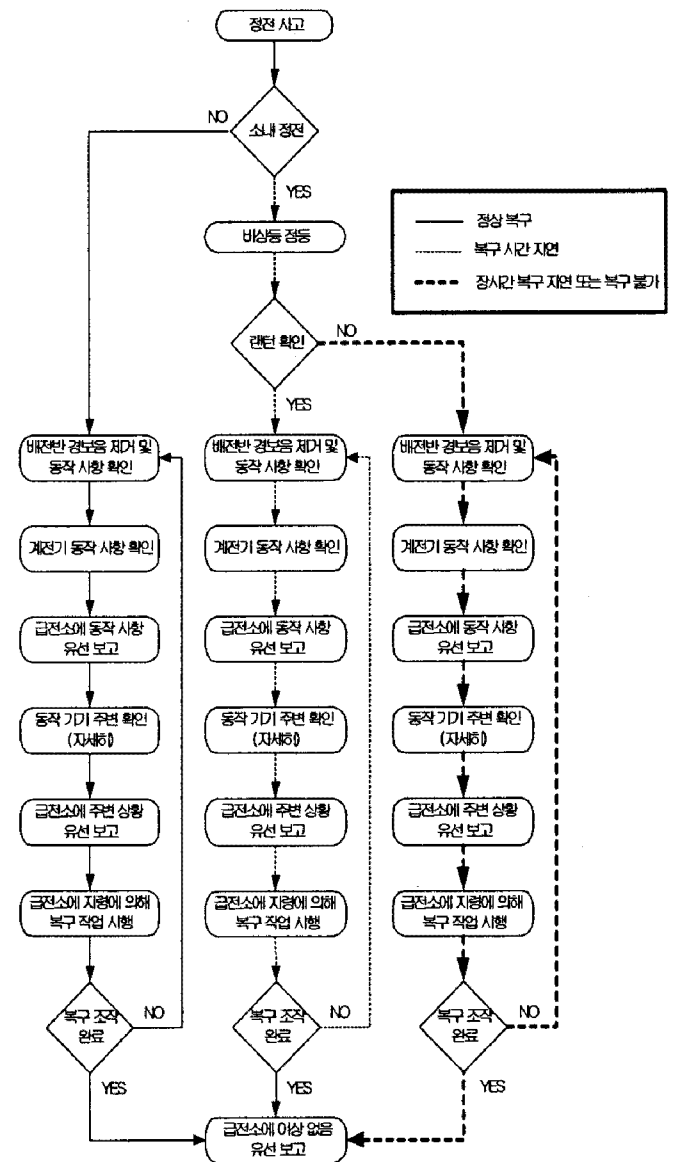 정전 사고
소내 정전
NO
YES
비상등 점등
정상 복구
복구 시간 지연
장시간 복구 지연 또는 복구 불가
랜턴 확인
NO
YES
배전반 경보음 제거 및
동작 사항 확인
계전기 동작 사항 확인
급전소에 동작 사항
유선 보고
동작 기기 주변 확인
(자세히)
급전소에 주변 상황
유선 보고
급전소에 지령에 의해
복구 작업 시행
복구 조작
완료
NO
YES
배전반 경보음 제거 및
동작 사항 확인
계전기 동작 사항 확인
급전소에 동작 사항
유선 보고
동작 기기 주변 확인
(자세히)
급전소에 주변 상황
유선 보고
급전소에 지령에 의해
복구 작업 시행
복구 조작
완료
NO
YES
배전반 경보음 제거 및
동작 사항 확인
계전기 동작 사항 확인
급전소에 동작 사항
유선 보고
동작 기기 주변 확인
(자세히)
급전소에 주변 상황
유선 보고
급전소에 지령에 의해
복구 작업 시행
복구 조작
완료
NO
YES
급전소에 이상 없음
유선 보고